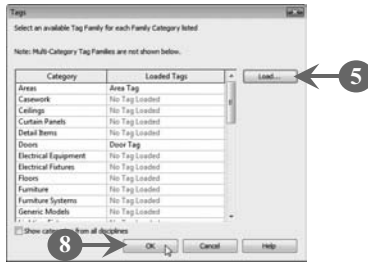 Tags
Select an available Tag Family for each Family Category listed
Note: Multi-Category Tag Families are not shown below.
Category Loaded Tags
Load...
5
Areas Area Tag
Casework No Tag Loaded
Ceilings No Tag Loaded
Curtain Panels No Tag Loaded
Detail Items No Tag Loaded
Doors Door Tag
Electrical Equipment No Tag Loaded
Electrical Fixtures No Tag Loaded
Floors No Tag Loaded
Furniture No Tag Loaded
Furniture Systems No Tag Loaded
Generic Models No Tag Loaded
Show from all disciplines
8
OK Cancel Help